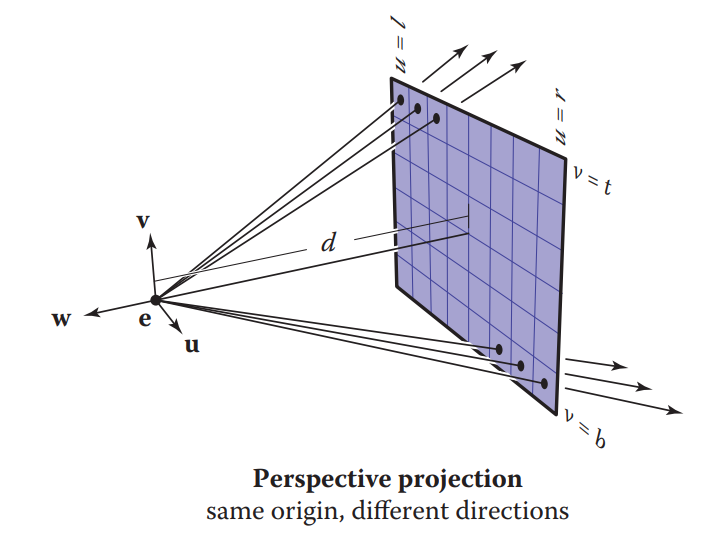 u = l
u = r
v = t
d
v
w
e
u
v = b
Perspective projection
same origin, different directions